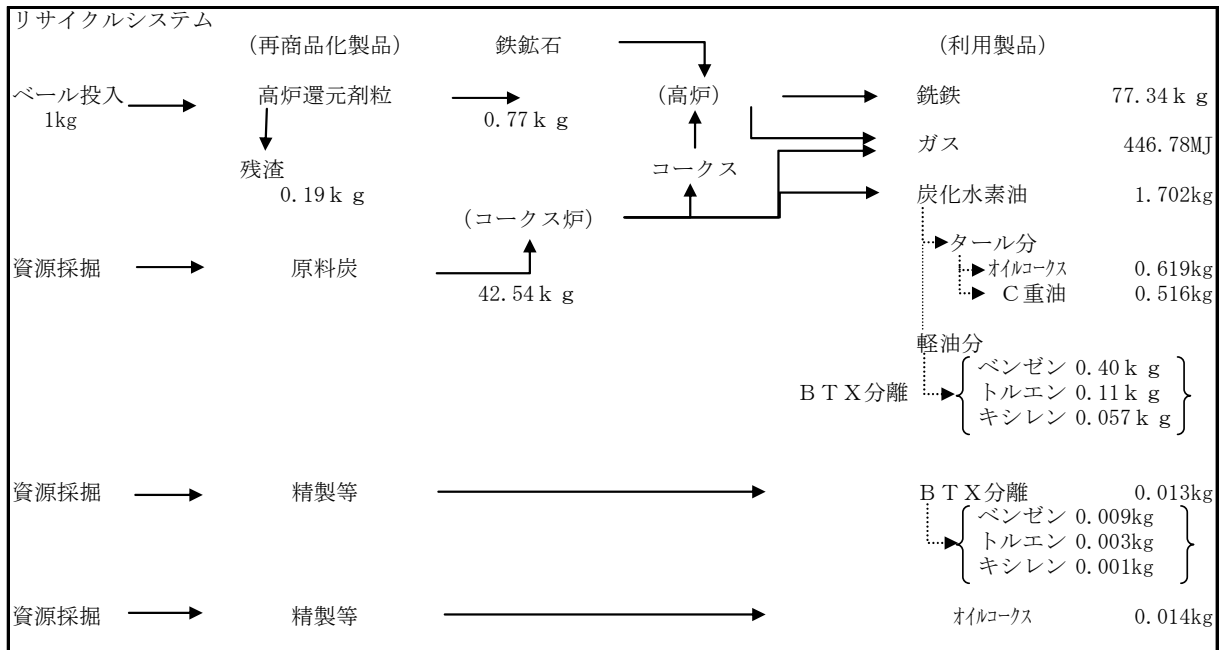 リサイクルシステム
(再商品化製品) 鉄鉱石 (利用製品)
ベール投入 高炉還元剤粒 (高炉) 銑鉄 77.34ｋｇ
1kg 0.77ｋｇ
ガス 446.78MJ
残渣 コークス
0.19ｋｇ 炭化水素油 1.702kg
(コークス炉)
タール分
資源採掘 原料炭 ｵｲﾙｺｰｸｽ 0.619kg
42.54ｋｇ Ｃ重油 0.516kg
軽油分
ベンゼン 0.40ｋｇ
ＢＴＸ分離 トルエン 0.11ｋｇ
キシレン 0.057ｋｇ
資源採掘 精製等 ＢＴＸ分離 0.013kg
ベンゼン 0.009kg
トルエン 0.003kg
キシレン 0.001kg
資源採掘 精製等 ｵｲﾙｺｰｸｽ 0.014kg